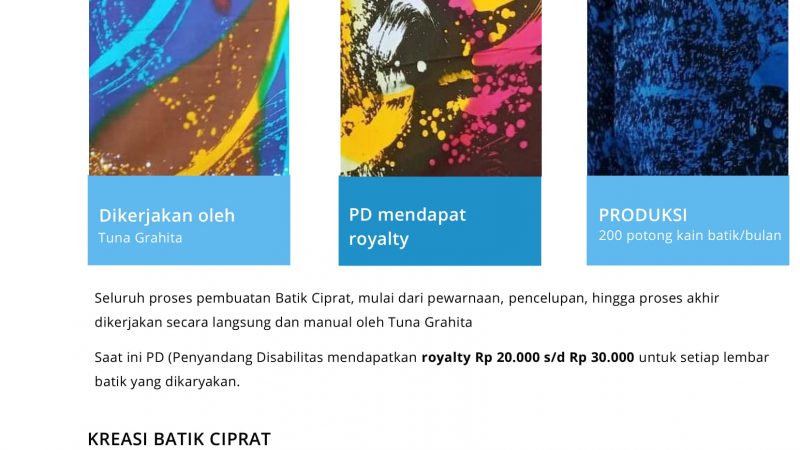 Dikerjakan oleh
Tuna Grahita
PD mendapat
royalty
PRODUKSI
200 potong kain batik/bulan
Seluruh proses pembuatan Batik Ciprat, mulai dari pewarnaan, pencelupan, hingga proses akhir
dikerjakan secara langsung dan manual oleh Tuna Grahita
Saat ini PD (Penyandang Disabilitas mendapatkan royalty Rp 20.000 s/d Rp 30.000 untuk setiap lembar
batik yang dikaryakan.
KREASI BATIK CIPRAT